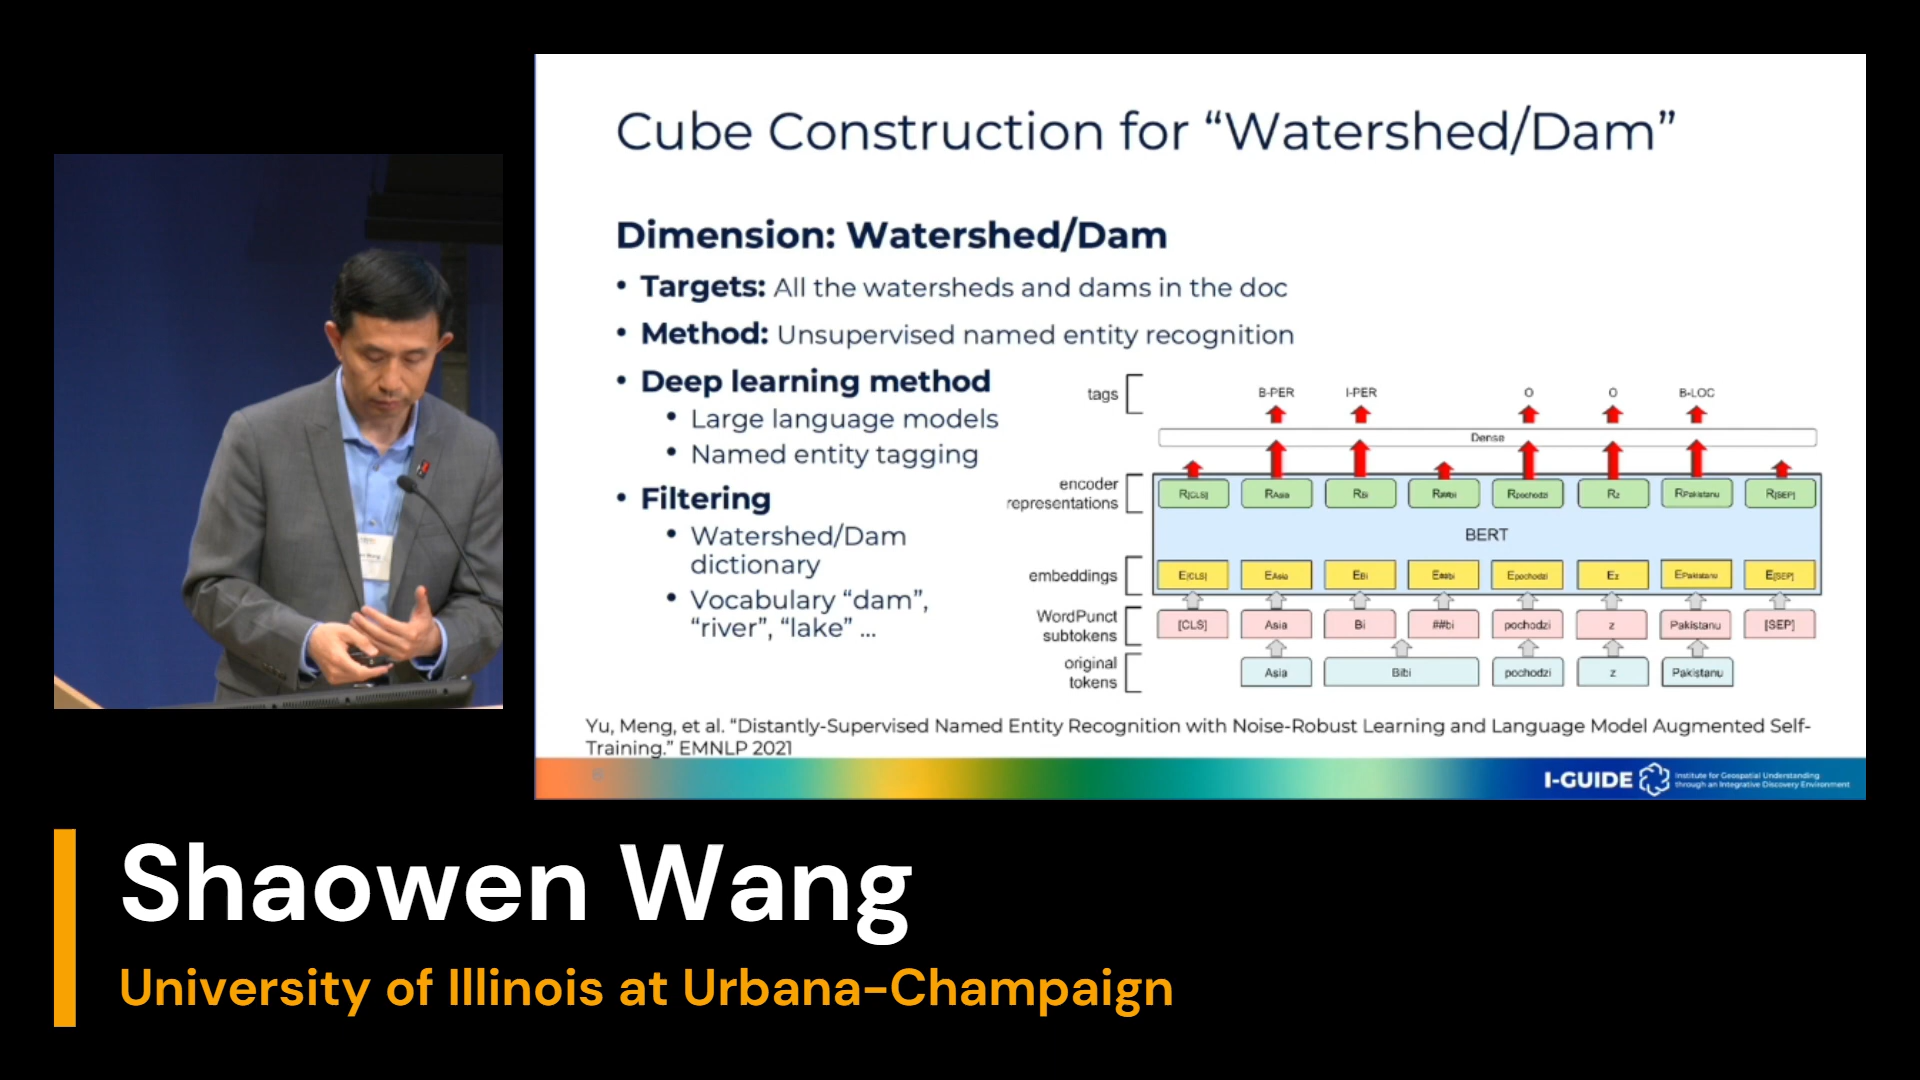 Cube Construction for “Watershed/Dam”
Dimension: Watershed/Dam
• Targets: All the watersheds and dams in the doc
• Method: Unsupervised named entity recognition
• Deep learning method
• Large language models
• Named entity tagging
• Filtering
• Watershed/Dam
dictionary
• Vocabulary “dam”,
“river”, “lake” ...
tags
B-PER I-PER O O B-LOC
Dense
encoder
representations
R[CLS] RAsia RBi R##bi Rpochodzi Rz RPakistanu R[SEP]
BERT
embeddings
E[CLS] EAsia EBi E##bi Epochodzi Ez EPakistanu E[SEP]
WordPunct
subtokens
[CLS] Asia Bi ##bi pochodzi z Pakistanu [SEP]
original
tokens
Asia Bibi pochodzi z Pakistanu
Yu, Meng, et al. “Distantly-Supervised Named Entity Recognition with Noise-Robust Learning and Language Model Augmented Self-
Training.” EMNLP 2021
8
I-GUIDE
Institute for Geospatial Understanding
through an Integrative Discovery Environment
Shaowen Wang
University of Illinois at Urbana-Champaign